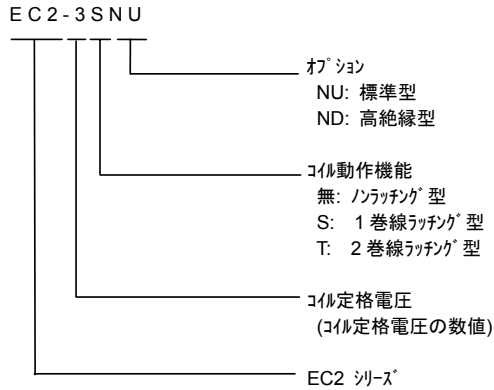 EC2-3SNU
ｵﾌﾟｼｮﾝ
NU: 標準型
ND: 高絶縁型
ｺｲﾙ動作機能
無: ﾉﾝﾗｯﾁﾝｸﾞ型
S: 1巻線ﾗｯﾁﾝｸﾞ型
T: 2巻線ﾗｯﾁﾝｸﾞ型
ｺｲﾙ定格電圧
(ｺｲﾙ定格電圧の数値)
EC2 ｼﾘｰｽﾞ